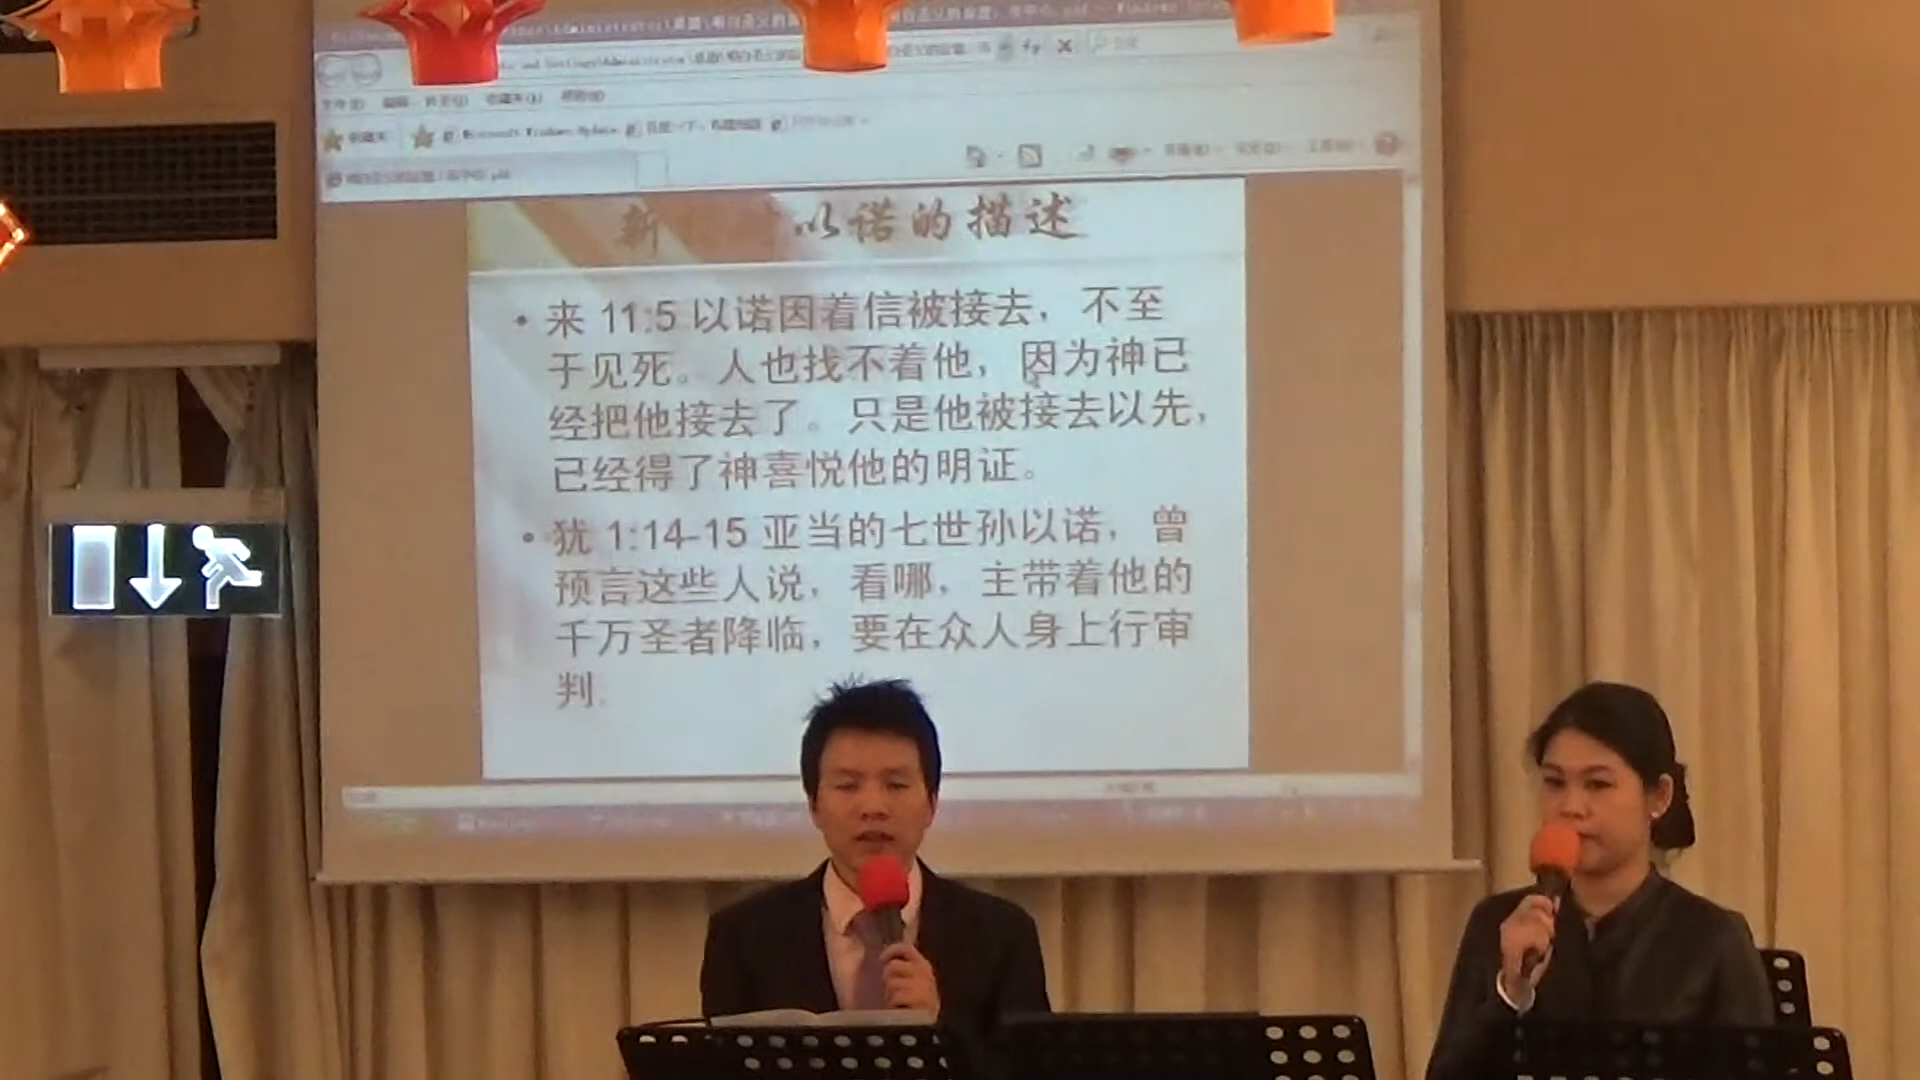 Microsoft Windows Update
新 以诺的描述
• 来 11:5 以诺因着信被接去，不至
于见死。人也找不着他，因为神已
经把他接去了。只是他被接去以先，
已经得了神喜悦他的明证。
• 犹 1:14-15 亚当的七世孙以诺，曾
预言这些人说，看哪，主带着他的
千万圣者降临，要在众人身上行审
判.